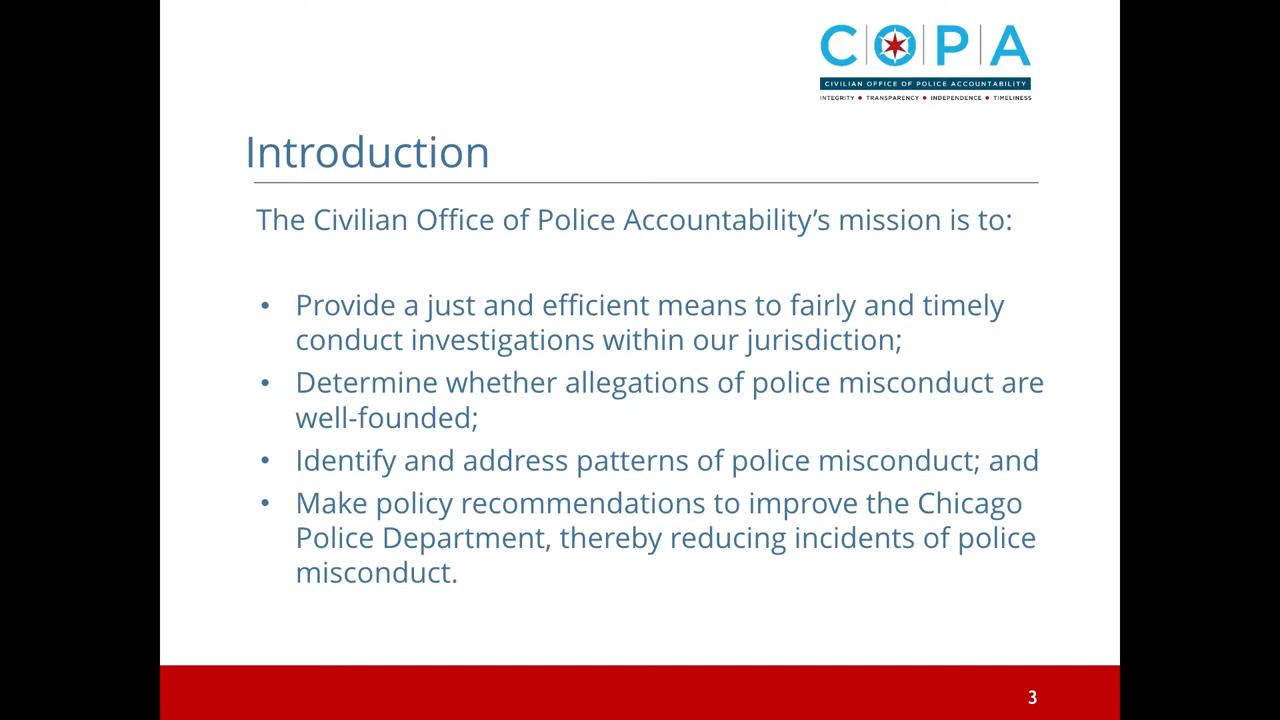 C O P A
CIVILIAN OFFICE OF POLICE ACCOUNTABILITY
INTEGRITY • TRANSPARENCY • INDEPENDENCE • TIMELINESS
Introduction
The Civilian Office of Police Accountability’s mission is to:
• Provide a just and efficient means to fairly and timely
conduct investigations within our jurisdiction;
• Determine whether allegations of police misconduct are
well-founded;
• Identify and address patterns of police misconduct; and
• Make policy recommendations to improve the Chicago
Police Department, thereby reducing incidents of police
misconduct.
3